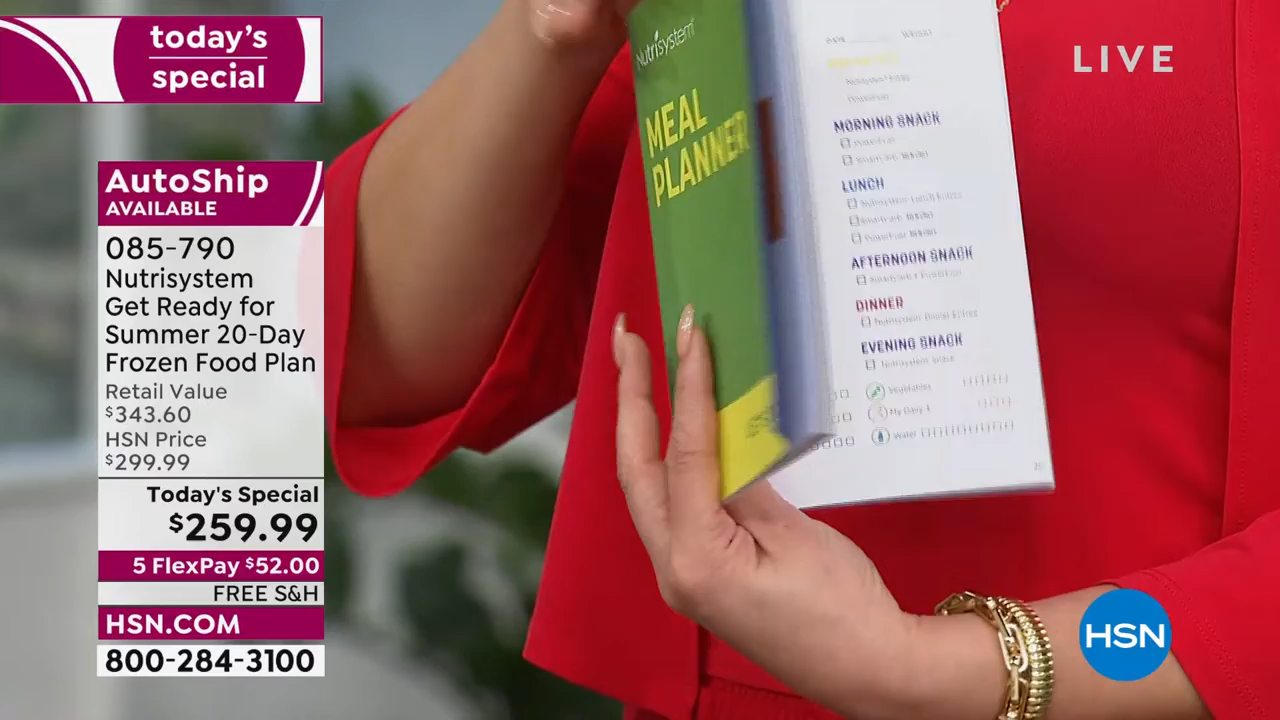 today's
special
LIVE
AutoShip
AVAILABLE
085-790
Nutrisystem
Get Ready for
Summer 20-Day
Frozen Food Plan
Retail Value
$343.60
HSN Price
$299.99
Today's Special
$259.99
5 FlexPay $52.00
FREE S&H
HSN.COM
800-284-3100
Nutrisystem
MEAL
PLANNER
MORNING SNACK
LUNCH
AFTERNOON SNACK
DINNER
EVENING SNACK
Vegetables
Water
HSN